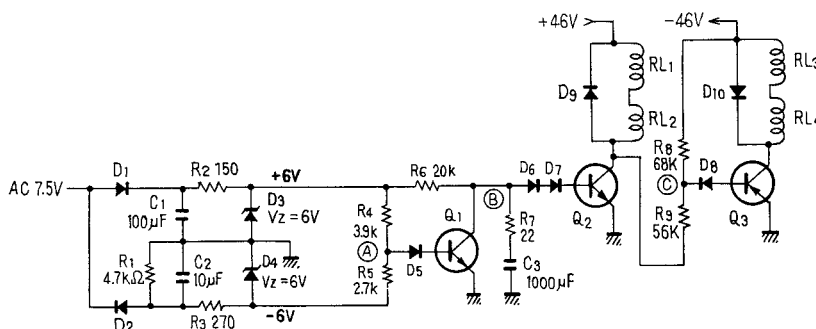 +46V
-46V
D9
RL1
RL2
D10
RL3
RL4
R8
68K
C
D8
R9
56K
Q3
AC 7.5V
D1
R2 150
+6V
R6 20k
B
D6 D7
Q2
C1
100μF
D3
Vz = 6V
R4
3.9k
Q1
R7
22
A
R1
4.7kΩ
C2
10μF
D4
Vz = 6V
R5
2.7k
D5
C3
1000μF
D2
R3 270
-6V